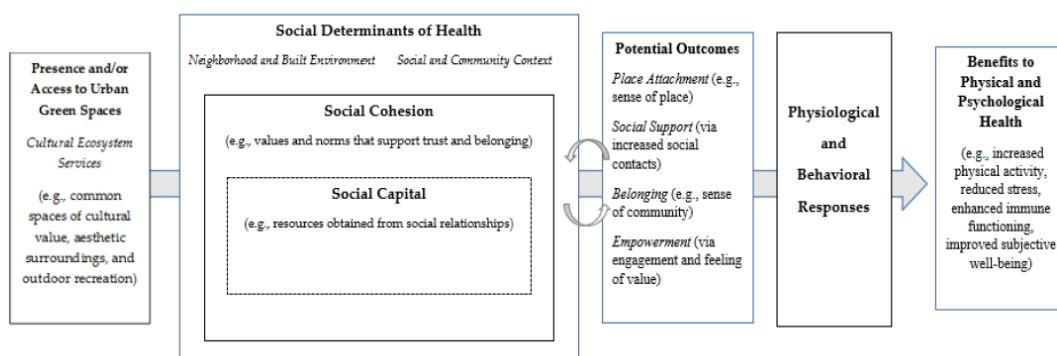 Presence and/or
Access to Urban
Green Spaces
Cultural Ecosystem
Services
(e.g., common
spaces of cultural
value, aesthetic
surroundings, and
outdoor recreation)
Social Determinants of Health
Neighborhood and Built Environment Social and Community Context
Social Cohesion
(e.g., values and norms that support trust and belonging)
Social Capital
(e.g., resources obtained from social relationships)
Potential Outcomes
Place Attachment (e.g.,
sense of place)
Social Support (via
increased social
contacts)
Belonging (e.g., sense
of community)
Empowerment (via
engagement and feeling
of value)
Physiological
and
Behavioral
Responses
Benefits to
Physical and
Psychological
Health
(e.g., increased
physical activity,
reduced stress,
enhanced immune
functioning,
improved subjective
well-being)